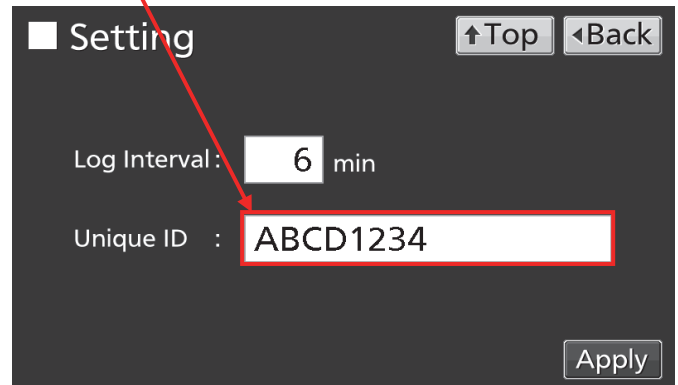 Setting
↑Top
◂Back
Log Interval : 6 min
Unique ID : ABCD1234
Apply